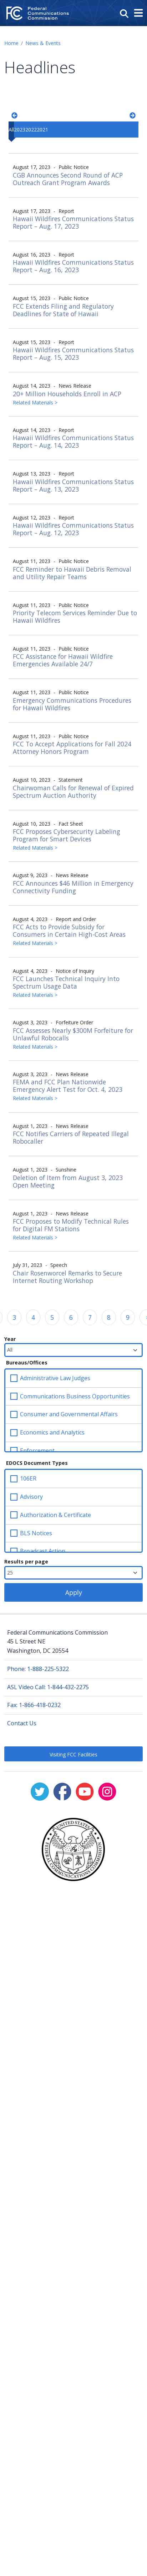 FCC Federal
Communications
Commission
Home / News & Events
Headlines
All202320222021
August 17, 2023 - Public Notice
CGB Announces Second Round of ACP
Outreach Grant Program Awards
August 17, 2023 - Report
Hawaii Wildfires Communications Status
Report – Aug. 17, 2023
August 16, 2023 - Report
Hawaii Wildfires Communications Status
Report – Aug. 16, 2023
August 15, 2023 - Public Notice
FCC Extends Filing and Regulatory
Deadlines for State of Hawaii
August 15, 2023 - Report
Hawaii Wildfires Communications Status
Report – Aug. 15, 2023
August 14, 2023 - News Release
20+ Million Households Enroll in ACP
Related Materials >
August 14, 2023 - Report
Hawaii Wildfires Communications Status
Report – Aug. 14, 2023
August 13, 2023 - Report
Hawaii Wildfires Communications Status
Report – Aug. 13, 2023
August 12, 2023 - Report
Hawaii Wildfires Communications Status
Report – Aug. 12, 2023
August 11, 2023 - Public Notice
FCC Reminder to Hawaii Debris Removal
and Utility Repair Teams
August 11, 2023 - Public Notice
Priority Telecom Services Reminder Due to
Hawaii Wildfires
August 11, 2023 - Public Notice
FCC Assistance for Hawaii Wildfire
Emergencies Available 24/7
August 11, 2023 - Public Notice
Emergency Communications Procedures
for Hawaii Wildfires
August 11, 2023 - Public Notice
FCC To Accept Applications for Fall 2024
Attorney Honors Program
August 10, 2023 - Statement
Chairwoman Calls for Renewal of Expired
Spectrum Auction Authority
August 10, 2023 - Fact Sheet
FCC Proposes Cybersecurity Labeling
Program for Smart Devices
Related Materials >
August 9, 2023 - News Release
FCC Announces $46 Million in Emergency
Connectivity Funding
August 4, 2023 - Report and Order
FCC Acts to Provide Subsidy for
Consumers in Certain High-Cost Areas
Related Materials >
August 4, 2023 - Notice of Inquiry
FCC Launches Technical Inquiry Into
Spectrum Usage Data
Related Materials >
August 3, 2023 - Forfeiture Order
FCC Assesses Nearly $300M Forfeiture for
Unlawful Robocalls
Related Materials >
August 3, 2023 - News Release
FEMA and FCC Plan Nationwide
Emergency Alert Test for Oct. 4, 2023
Related Materials >
August 1, 2023 - News Release
FCC Notifies Carriers of Repeated Illegal
Robocaller
August 1, 2023 - Sunshine
Deletion of Item from August 3, 2023
Open Meeting
August 1, 2023 - News Release
FCC Proposes to Modify Technical Rules
for Digital FM Stations
Related Materials >
July 31, 2023 - Speech
Chair Rosenworcel Remarks to Secure
Internet Routing Workshop
3 4 5 6 7 8 9
Year
All
Bureaus/Offices
Administrative Law Judges
Communications Business Opportunities
Consumer and Governmental Affairs
Economics and Analytics
Enforcement
EDOCS Document Types
106ER
Advisory
Authorization & Certificate
BLS Notices
Broadcast Action
Results per page
25
Apply
Federal Communications Commission
45 L Street NE
Washington, DC 20554
Phone: 1-888-225-5322
ASL Video Call: 1-844-432-2275
Fax: 1-866-418-0232
Contact Us
Visiting FCC Facilities